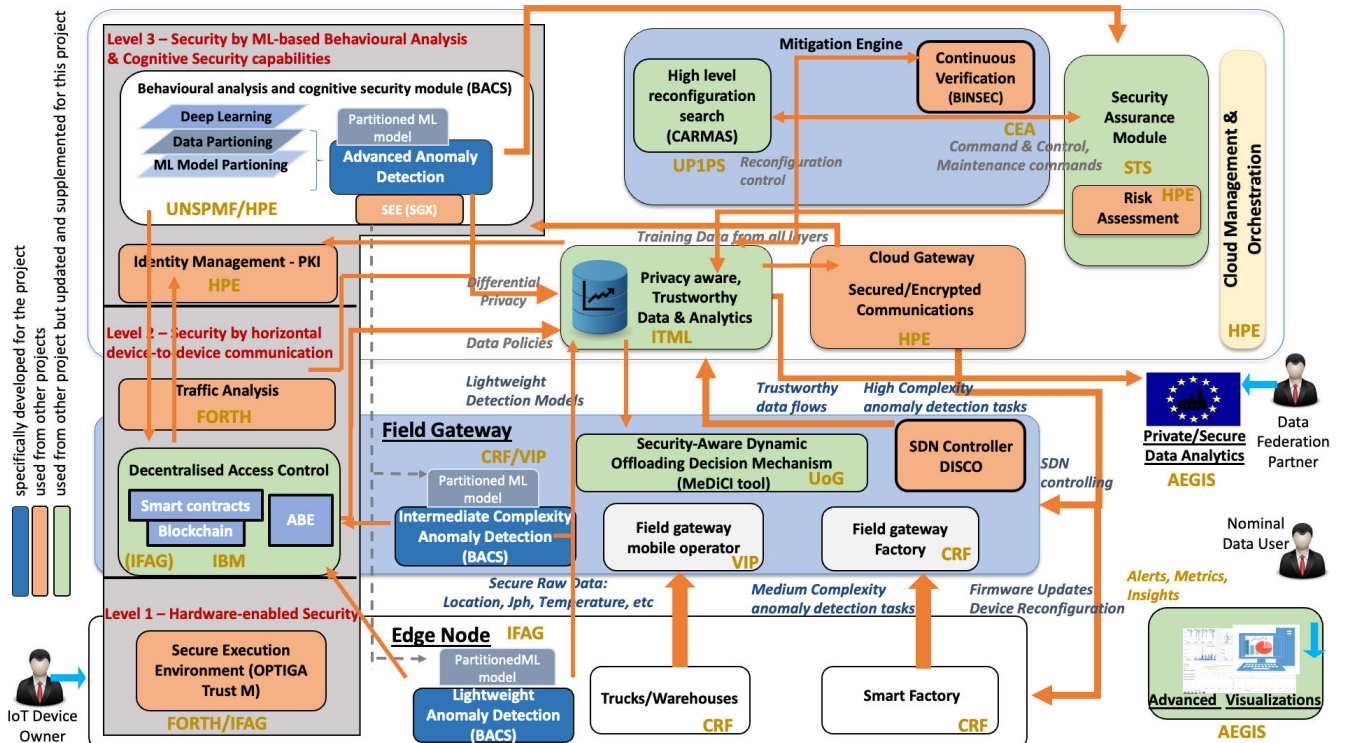 specifically developed for the project
used from other projects
used from other project but updated and supplemented for this project
Level 3 – Security by ML-based Behavioural Analysis
& Cognitive Security capabilities
Behavioural analysis and cognitive security module (BACS)
Deep Learning
Data Partioning
ML Model Partioning
Partitioned ML
model
Advanced Anomaly
Detection
SEE (SGX)
UNSPMF/HPE
Identity Management - PKI
HPE
Level 2 – Security by horizontal
device-to-device communication
Traffic Analysis
FORTH
Decentralised Access Control
Smart contracts
Blockchain
ABE
(IFAG)
IBM
Level 1 – Hardware-enabled Security
Secure Execution
Environment (OPTIGA
Trust M)
FORTH/IFAG
IoT Device
Owner
Mitigation Engine
High level
reconfiguration
search
(CARMAS)
UP1PS
Continuous
Verification
(BINSEC)
CEA
Reconfiguration
control
Command & Control,
Maintenance commands
Security
Assurance
Module
STS
HPE
Risk
Assessment
Cloud Management &
Orchestration
HPE
Training Data from all layers
Differential
Privacy
Privacy aware,
Trustworthy
Data & Analytics
ITML
Cloud Gateway
Secured/Encrypted
Communications
HPE
Data Policies
Lightweight
Detection Models
Trustworthy
data flows
High Complexity
anomaly detection tasks
Private/Secure
Data Analytics
AEGIS
Data
Federation
Partner
Field Gateway
CRF/VIP
Partitioned ML
model
Intermediate Complexity
Anomaly Detection
(BACS)
Security-Aware Dynamic
Offloading Decision Mechanism
(MeDiCI tool)
UoG
SDN Controller
DISCO
SDN
controlling
Field gateway
mobile operator
VIP
Field gateway
Factory
CRF
Nominal
Data User
Secure Raw Data:
Location, Jph, Temperature, etc
Medium Complexity
anomaly detection tasks
Firmware Updates
Device Reconfiguration
Alerts, Metrics,
Insights
Edge Node
IFAG
PartitionedML
model
Lightweight
Anomaly Detection
(BACS)
Trucks/Warehouses
CRF
Smart Factory
CRF
Advanced Visualizations
AEGIS